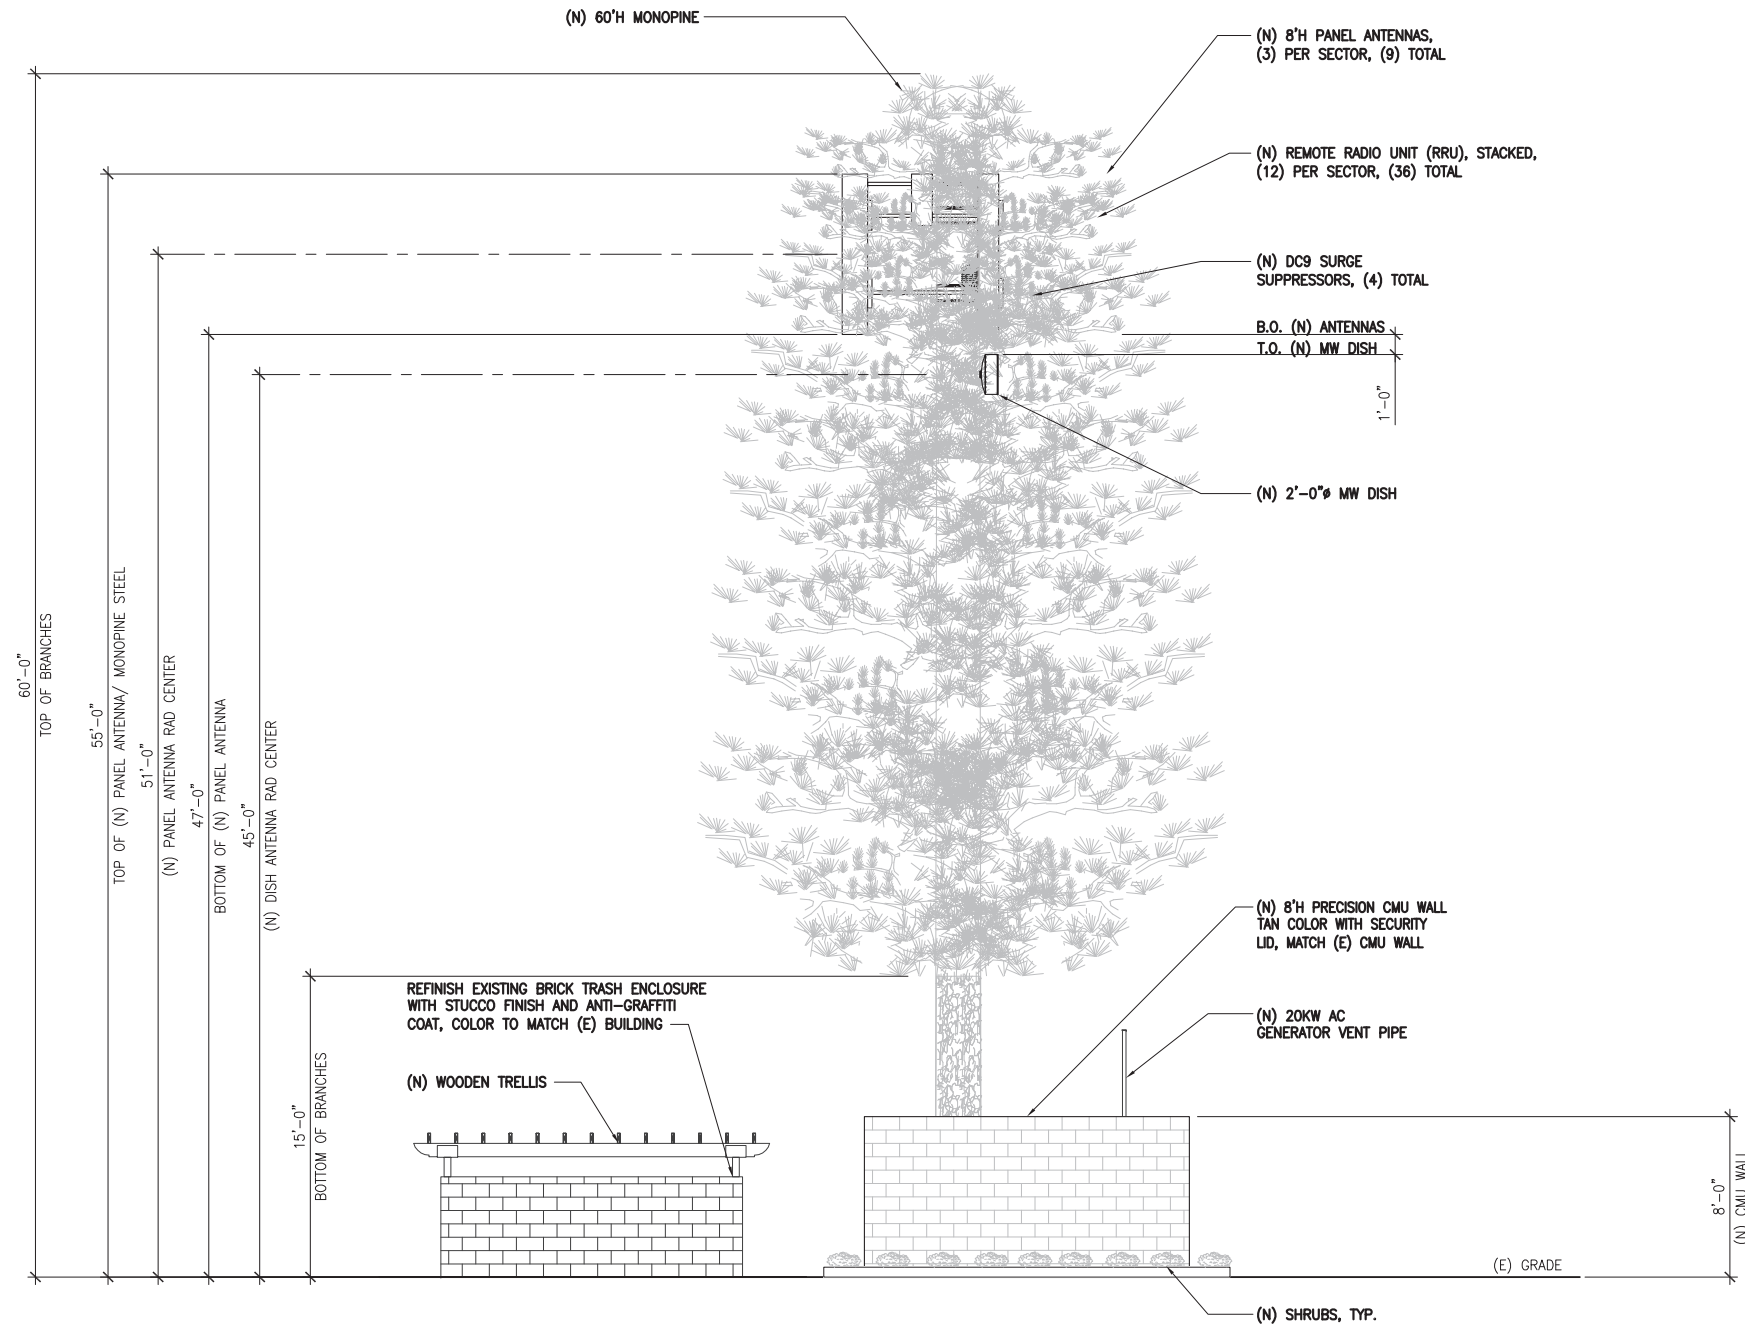 (N) 60'H MONOPINE
(N) 8'H PANEL ANTENNAS,
(3) PER SECTOR, (9) TOTAL
(N) REMOTE RADIO UNIT (RRU), STACKED,
(12) PER SECTOR, (36) TOTAL
(N) DC9 SURGE
SUPPRESSORS, (4) TOTAL
B.O. (N) ANTENNAS
T.O. (N) MW DISH
1'-0"
(N) 2'-0"ø MW DISH
60'-0"
TOP OF BRANCHES
55'-0"
TOP OF (N) PANEL ANTENNA/ MONOPINE STEEL
51'-0"
(N) PANEL ANTENNA RAD CENTER
47'-0"
BOTTOM OF (N) PANEL ANTENNA
45'-0"
(N) DISH ANTENNA RAD CENTER
(N) 8'H PRECISION CMU WALL
TAN COLOR WITH SECURITY
LID, MATCH (E) CMU WALL
REFINISH EXISTING BRICK TRASH ENCLOSURE
WITH STUCCO FINISH AND ANTI-GRAFFITI
COAT, COLOR TO MATCH (E) BUILDING
(N) 20KW AC
GENERATOR VENT PIPE
(N) WOODEN TRELLIS
15'-0"
BOTTOM OF BRANCHES
8'-0"
(N) CMU WALL
(E) GRADE
(N) SHRUBS, TYP.